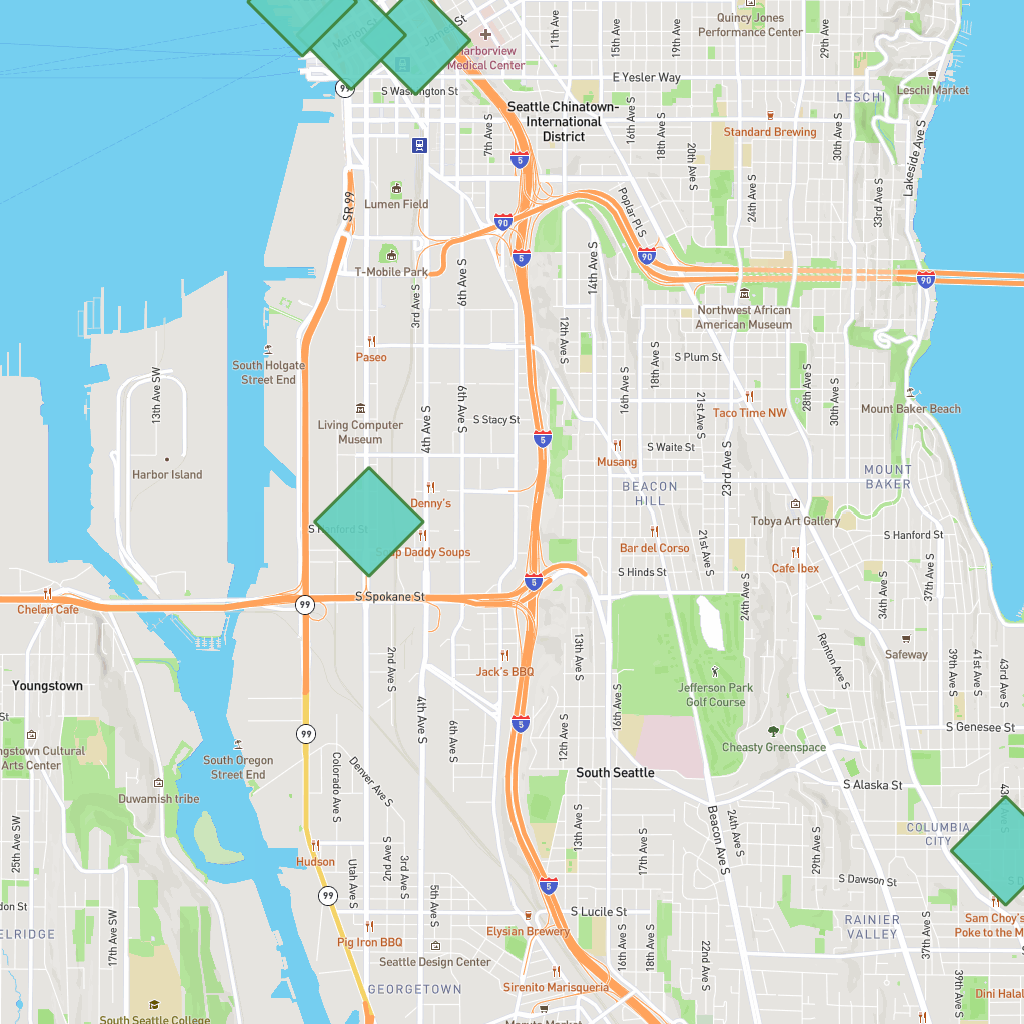 Quincy Jones
Performance Center
11th Ave
15th Ave
19th Ave
29th Ave
Marion St
James St
Harborview
Medical Center
E Yesler Way
Leschi Market
99
S Washington St
LESCHI
Seattle Chinatown-
International
District
7th Ave S
16th Ave S
18th Ave S
Standard Brewing
30th Ave S
Lakeside Ave S
5
20th Ave S
24th Ave S
33rd Ave S
SR 99
Lumen Field
Poplar Pl S
90
T-Mobile Park
5
90
90
6th Ave S
14th Ave S
3rd Ave S
Northwest African
American Museum
12th Ave S
Paseo
S Plum St
South Holgate
Street End
18th Ave S
16th Ave S
28th Ave S
30th Ave S
13th Ave SW
6th Ave S
21st Ave S
Taco Time NW
Mount Baker Beach
Living Computer
Museum
4th Ave S
S Stacy St
5
S Waite St
Harbor Island
Musang
23rd Ave S
MOUNT
BAKER
BEACON
HILL
Denny's
Tobya Art Gallery
S Hanford St
S Hanford St
Soup Daddy Soups
Bar del Corso
21st Ave S
Cafe Ibex
S Hinds St
5
24th Ave S
34th Ave S
37th Ave S
Chelan Cafe
99
S Spokane St
13th Ave S
Renton Ave S
Safeway
2nd Ave S
Jack's BBQ
39th Ave S
41st Ave S
43rd Ave S
Youngstown
Jefferson Park
Golf Course
4th Ave S
16th Ave S
St
6th Ave S
12th Ave S
5
99
S Genesee St
Cheasty Greenspace
ngstown Cultural
Arts Center
South Oregon
Street End
South Seattle
Colorado Ave S
Denver Ave S
S Alaska St
Duwamish tribe
13th Ave S
Beacon Ave S
24th Ave S
COLUMBIA
CITY
25th Ave SW
Hudson
2nd Ave S
17th Ave S
29th Ave S
Utah Ave S
3rd Ave S
5
S Dawson St
99
5th Ave S
S Lucile St
don St
17th Ave SW
Elysian Brewery
RAINIER
VALLEY
37th Ave S
Sam Choy's
Poke to the M
ELRIDGE
Pig Iron BBQ
16th Ave S
18th Ave S
22nd Ave S
Seattle Design Center
39th Ave S
Sirenito Marisqueria
GEORGETOWN
Dini Halal
South Seattle College